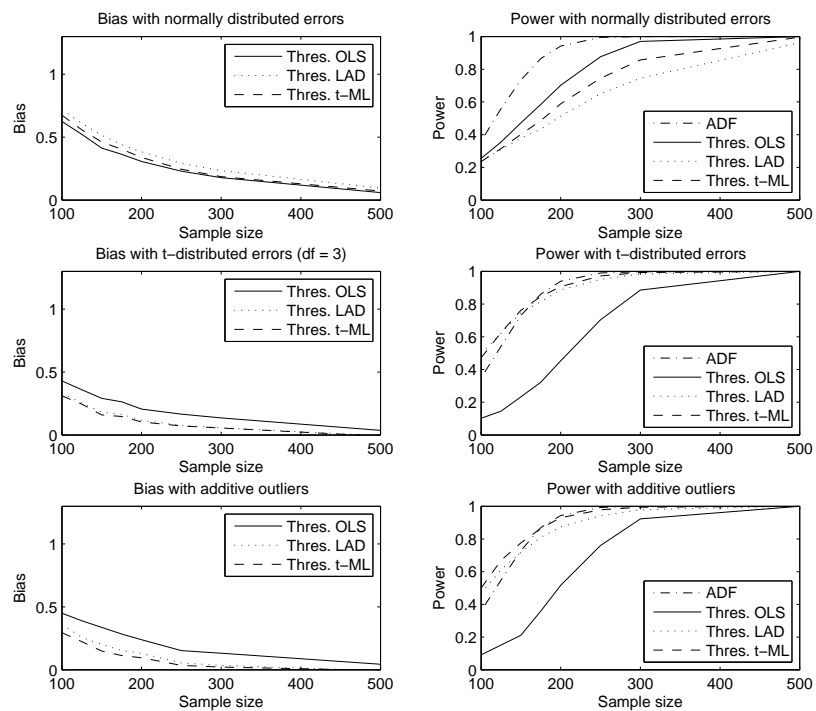 Bias with normally distributed errors
Bias
1
0.5
0
Thres. OLS
Thres. LAD
Thres. t−ML
100
200
300
400
500
Sample size
Power with normally distributed errors
Power
1
0.8
0.6
0.4
0.2
0
ADF
Thres. OLS
Thres. LAD
Thres. t−ML
100
200
300
400
500
Sample size
Bias with t−distributed errors (df = 3)
Bias
1
0.5
0
Thres. OLS
Thres. LAD
Thres. t−ML
100
200
300
400
500
Sample size
Power with t−distributed errors
Power
1
0.8
0.6
0.4
0.2
0
ADF
Thres. OLS
Thres. LAD
Thres. t−ML
100
200
300
400
500
Sample size
Bias with additive outliers
Bias
1
0.5
0
Thres. OLS
Thres. LAD
Thres. t−ML
100
200
300
400
500
Sample size
Power with additive outliers
Power
1
0.8
0.6
0.4
0.2
0
ADF
Thres. OLS
Thres. LAD
Thres. t−ML
100
200
300
400
500
Sample size